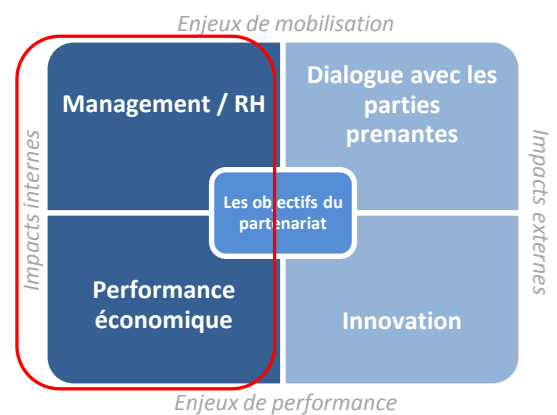 Enjeux de mobilisation
Management / RH
Dialogue avec les
parties
prenantes
Impacts internes
Les objectifs du
partenariat
Impacts externes
Performance
économique
Innovation
Enjeux de performance